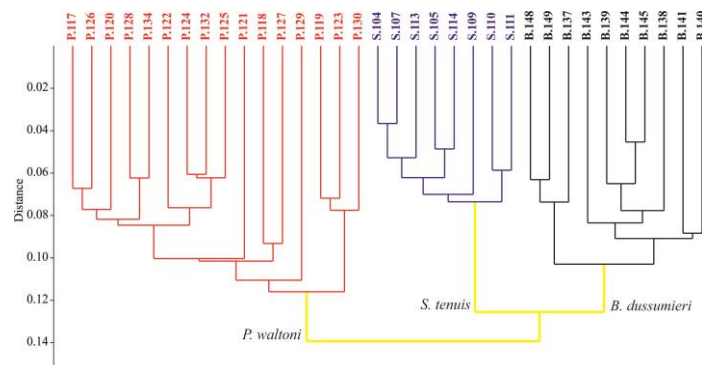 P.117 P.126 P.120 P.128 P.134 P.122 P.124 P.132 P.125 P.121 P.118 P.127 P.129 P.119 P.123 P.130 S.104 S.107 S.113 S.105 S.114 S.109 S.110 S.111 B.148 B.149 B.137 B.143 B.139 B.144 B.145 B.138 B.141 B.140
0.02
0.04
0.06
0.08
0.10
0.12
0.14
Distance
S. tenuis
B. dussumieri
P. waltoni